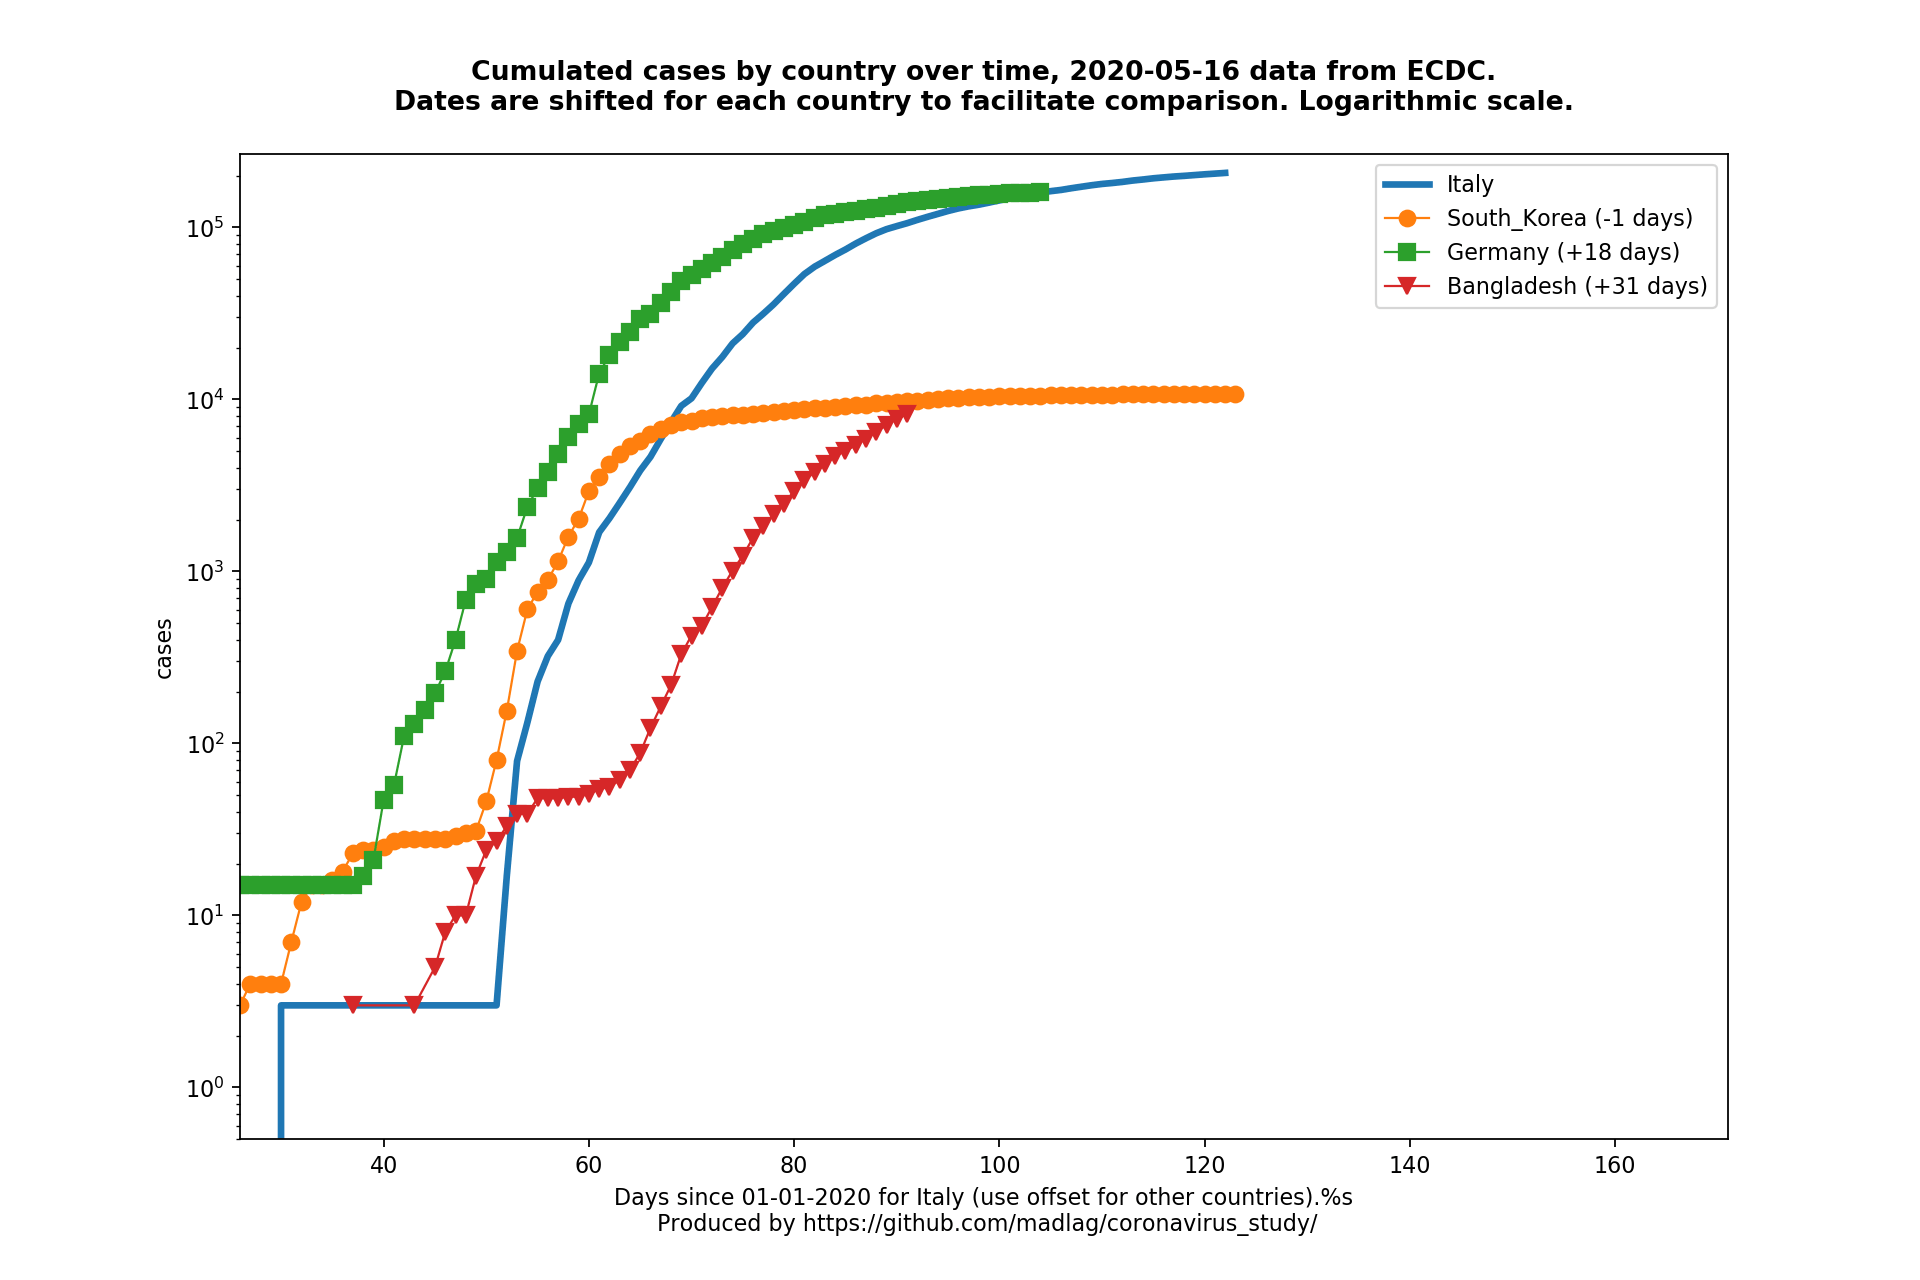 Cumulated cases by country over time, 2020-05-16 data from ECDC.
Dates are shifted for each country to facilitate comparison. Logarithmic scale.
Italy
South_Korea (-1 days)
Germany (+18 days)
Bangladesh (+31 days)
cases
10⁵
10⁴
10³
10²
10¹
10⁰
40 60 80 100 120 140 160
Days since 01-01-2020 for Italy (use offset for other countries).%s
Produced by https://github.com/madlag/coronavirus_study/